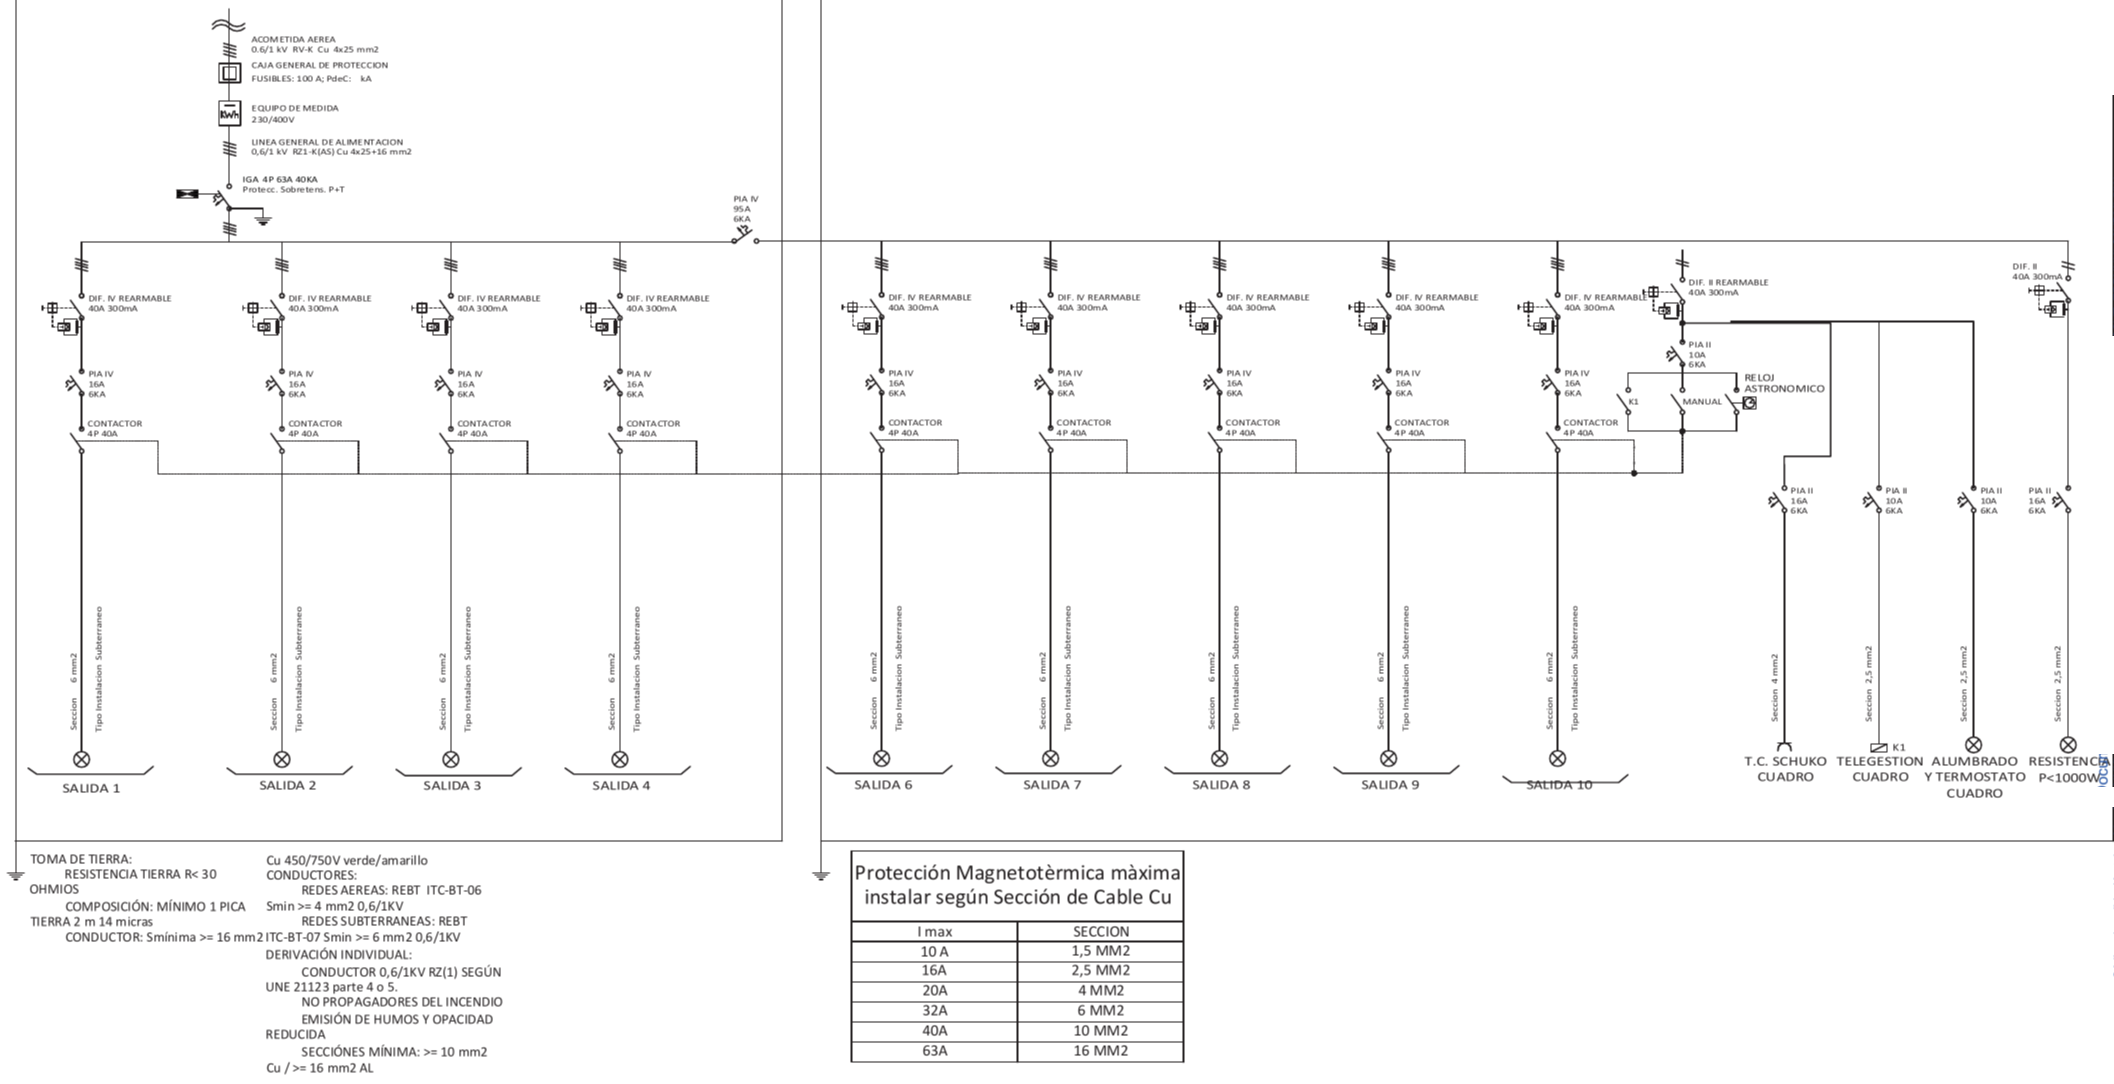 ACOMETIDA AEREA
0.6/1 kV RV-K Cu 4x25 mm2
CAJA GENERAL DE PROTECCION
FUSIBLES: 100 A; PdeC: kA
KWh
EQUIPO DE MEDIDA
230/400V
LINEA GENERAL DE ALIMENTACION
0,6/1 kV RZ1-K(AS) Cu 4x25+16 mm2
IGA 4P 63A 40KA
Protecc. Sobretens. P+T
PIA IV
95A
6KA
DIF. IV REARMABLE
40A 300mA
PIA IV
16A
6KA
CONTACTOR
4P 40A
Seccion 6 mm2
Tipo Instalacion Subterraneo
SALIDA 1
DIF. IV REARMABLE
40A 300mA
PIA IV
16A
6KA
CONTACTOR
4P 40A
Seccion 6 mm2
Tipo Instalacion Subterraneo
SALIDA 2
DIF. IV REARMABLE
40A 300mA
PIA IV
16A
6KA
CONTACTOR
4P 40A
Seccion 6 mm2
Tipo Instalacion Subterraneo
SALIDA 3
DIF. IV REARMABLE
40A 300mA
PIA IV
16A
6KA
CONTACTOR
4P 40A
Seccion 6 mm2
Tipo Instalacion Subterraneo
SALIDA 4
DIF. IV REARMABLE
40A 300mA
PIA IV
16A
6KA
CONTACTOR
4P 40A
Seccion 6 mm2
Tipo Instalacion Subterraneo
SALIDA 6
DIF. IV REARMABLE
40A 300mA
PIA IV
16A
6KA
CONTACTOR
4P 40A
Seccion 6 mm2
Tipo Instalacion Subterraneo
SALIDA 7
DIF. IV REARMABLE
40A 300mA
PIA IV
16A
6KA
CONTACTOR
4P 40A
Seccion 6 mm2
Tipo Instalacion Subterraneo
SALIDA 8
DIF. IV REARMABLE
40A 300mA
PIA IV
16A
6KA
CONTACTOR
4P 40A
Seccion 6 mm2
Tipo Instalacion Subterraneo
SALIDA 9
DIF. IV REARMABLE
40A 300mA
PIA IV
16A
6KA
CONTACTOR
4P 40A
Seccion 6 mm2
Tipo Instalacion Subterraneo
SALIDA 10
DIF. II REARMABLE
40A 300mA
PIA II
10A
6KA
K1
MANUAL
RELOJ
ASTRONOMICO
PIA II
16A
6KA
Seccion 4 mm2
T.C. SCHUKO
CUADRO
PIA II
10A
6KA
Seccion 2,5 mm2
K1
TELEGESTION
CUADRO
PIA II
10A
6KA
Seccion 2,5 mm2
ALUMBRADO
Y TERMOSTATO
CUADRO
DIF. II
40A 300mA
PIA II
16A
6KA
Seccion 2,5 mm2
RESISTENCIA
P<1000W
TOMA DE TIERRA:
RESISTENCIA TIERRA R< 30
OHMIOS
COMPOSICIÓN: MÍNIMO 1 PICA
TIERRA 2 m 14 micras
CONDUCTOR: Smínima >= 16 mm2
Cu 450/750V verde/amarillo
CONDUCTORES:
REDES AEREAS: REBT ITC-BT-06
Smin >= 4 mm2 0,6/1KV
REDES SUBTERRANEAS: REBT
ITC-BT-07 Smin >= 6 mm2 0,6/1KV
DERIVACIÓN INDIVIDUAL:
CONDUCTOR 0,6/1KV RZ(1) SEGÚN
UNE 21123 parte 4 o 5.
NO PROPAGADORES DEL INCENDIO
EMISIÓN DE HUMOS Y OPACIDAD
REDUCIDA
SECCIÓNES MÍNIMA: >= 10 mm2
Cu / >= 16 mm2 AL
Protección Magnetotèrmica màxima
instalar según Sección de Cable Cu
I max SECCION
10 A 1,5 MM2
16A 2,5 MM2
20A 4 MM2
32A 6 MM2
40A 10 MM2
63A 16 MM2